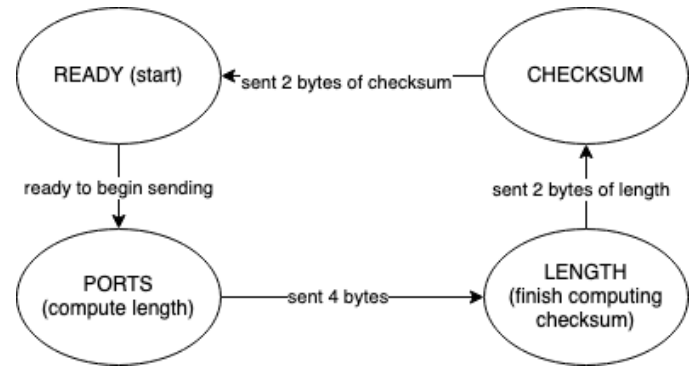 READY (start)
sent 2 bytes of checksum
CHECKSUM
ready to begin sending
sent 2 bytes of length
PORTS
(compute length)
sent 4 bytes
LENGTH
(finish computing
checksum)